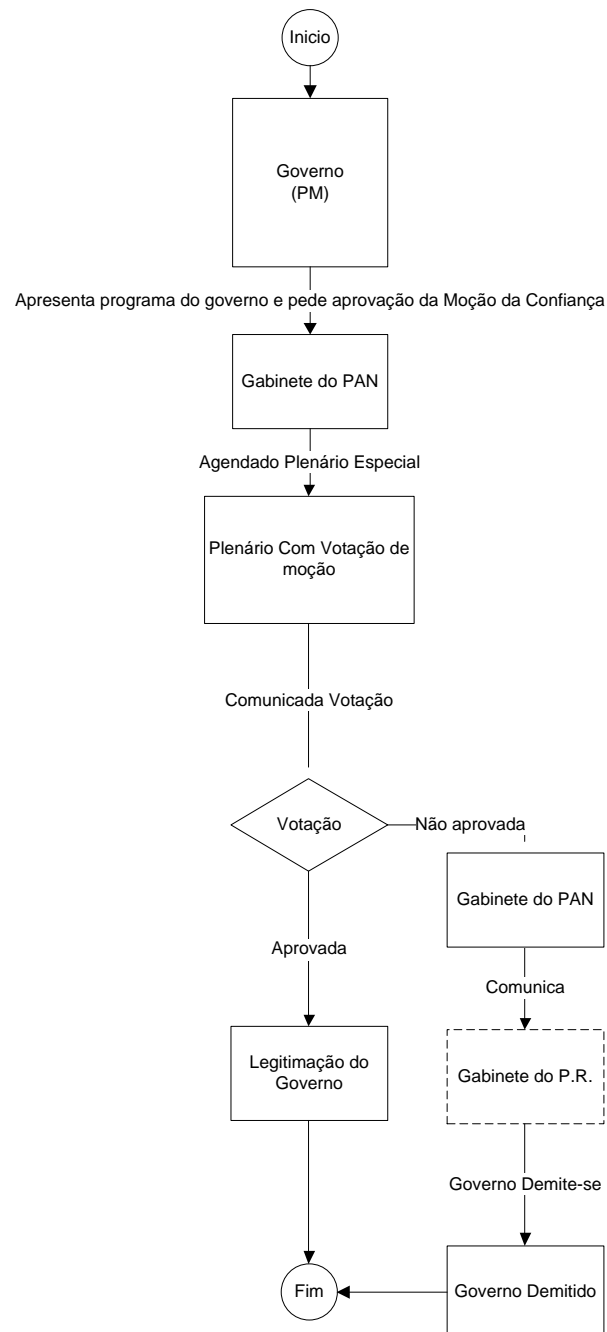 Inicio
Governo
(PM)
Apresenta programa do governo e pede aprovação da Moção da Confiança
Gabinete do PAN
Agendado Plenário Especial
Plenário Com Votação de
moção
Comunicada Votação
Votação
Não aprovada
Gabinete do PAN
Aprovada
Comunica
Legitimação do
Governo
Gabinete do P.R.
Governo Demite-se
Fim
Governo Demitido